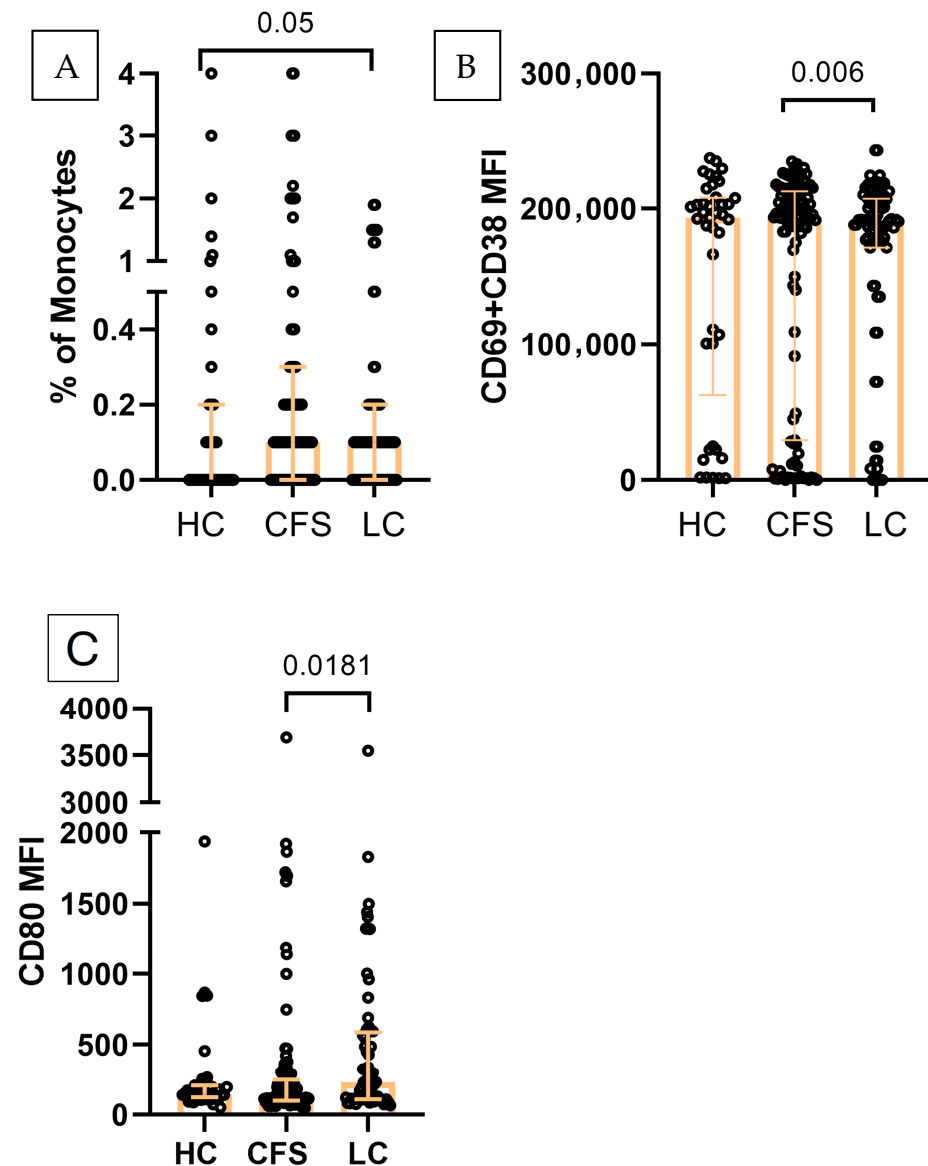 A
0.05
% of Monocytes
4
3
2
1
0.4
0.2
0.0
HC CFS LC
B
0.006
CD69+CD38 MFI
300,000
200,000
100,000
0
HC CFS LC
C
0.0181
CD80 MFI
4000
3500
3000
2000
1500
1000
500
0
HC CFS LC